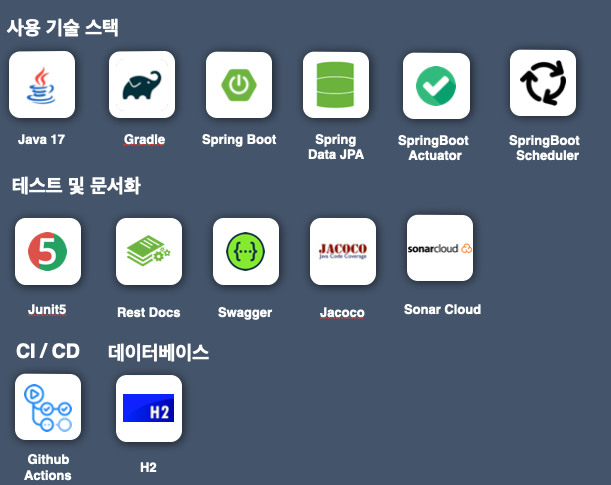 사용 기술 스택
Java 17
Gradle
Spring Boot
Spring
Data JPA
SpringBoot
Actuator
SpringBoot
Scheduler
테스트 및 문서화
5
JACOCO
Java Code Coverage
sonarcloud
Junit5
Rest Docs
Swagger
Jacoco
Sonar Cloud
CI / CD
데이터베이스
H2
Github
Actions
H2